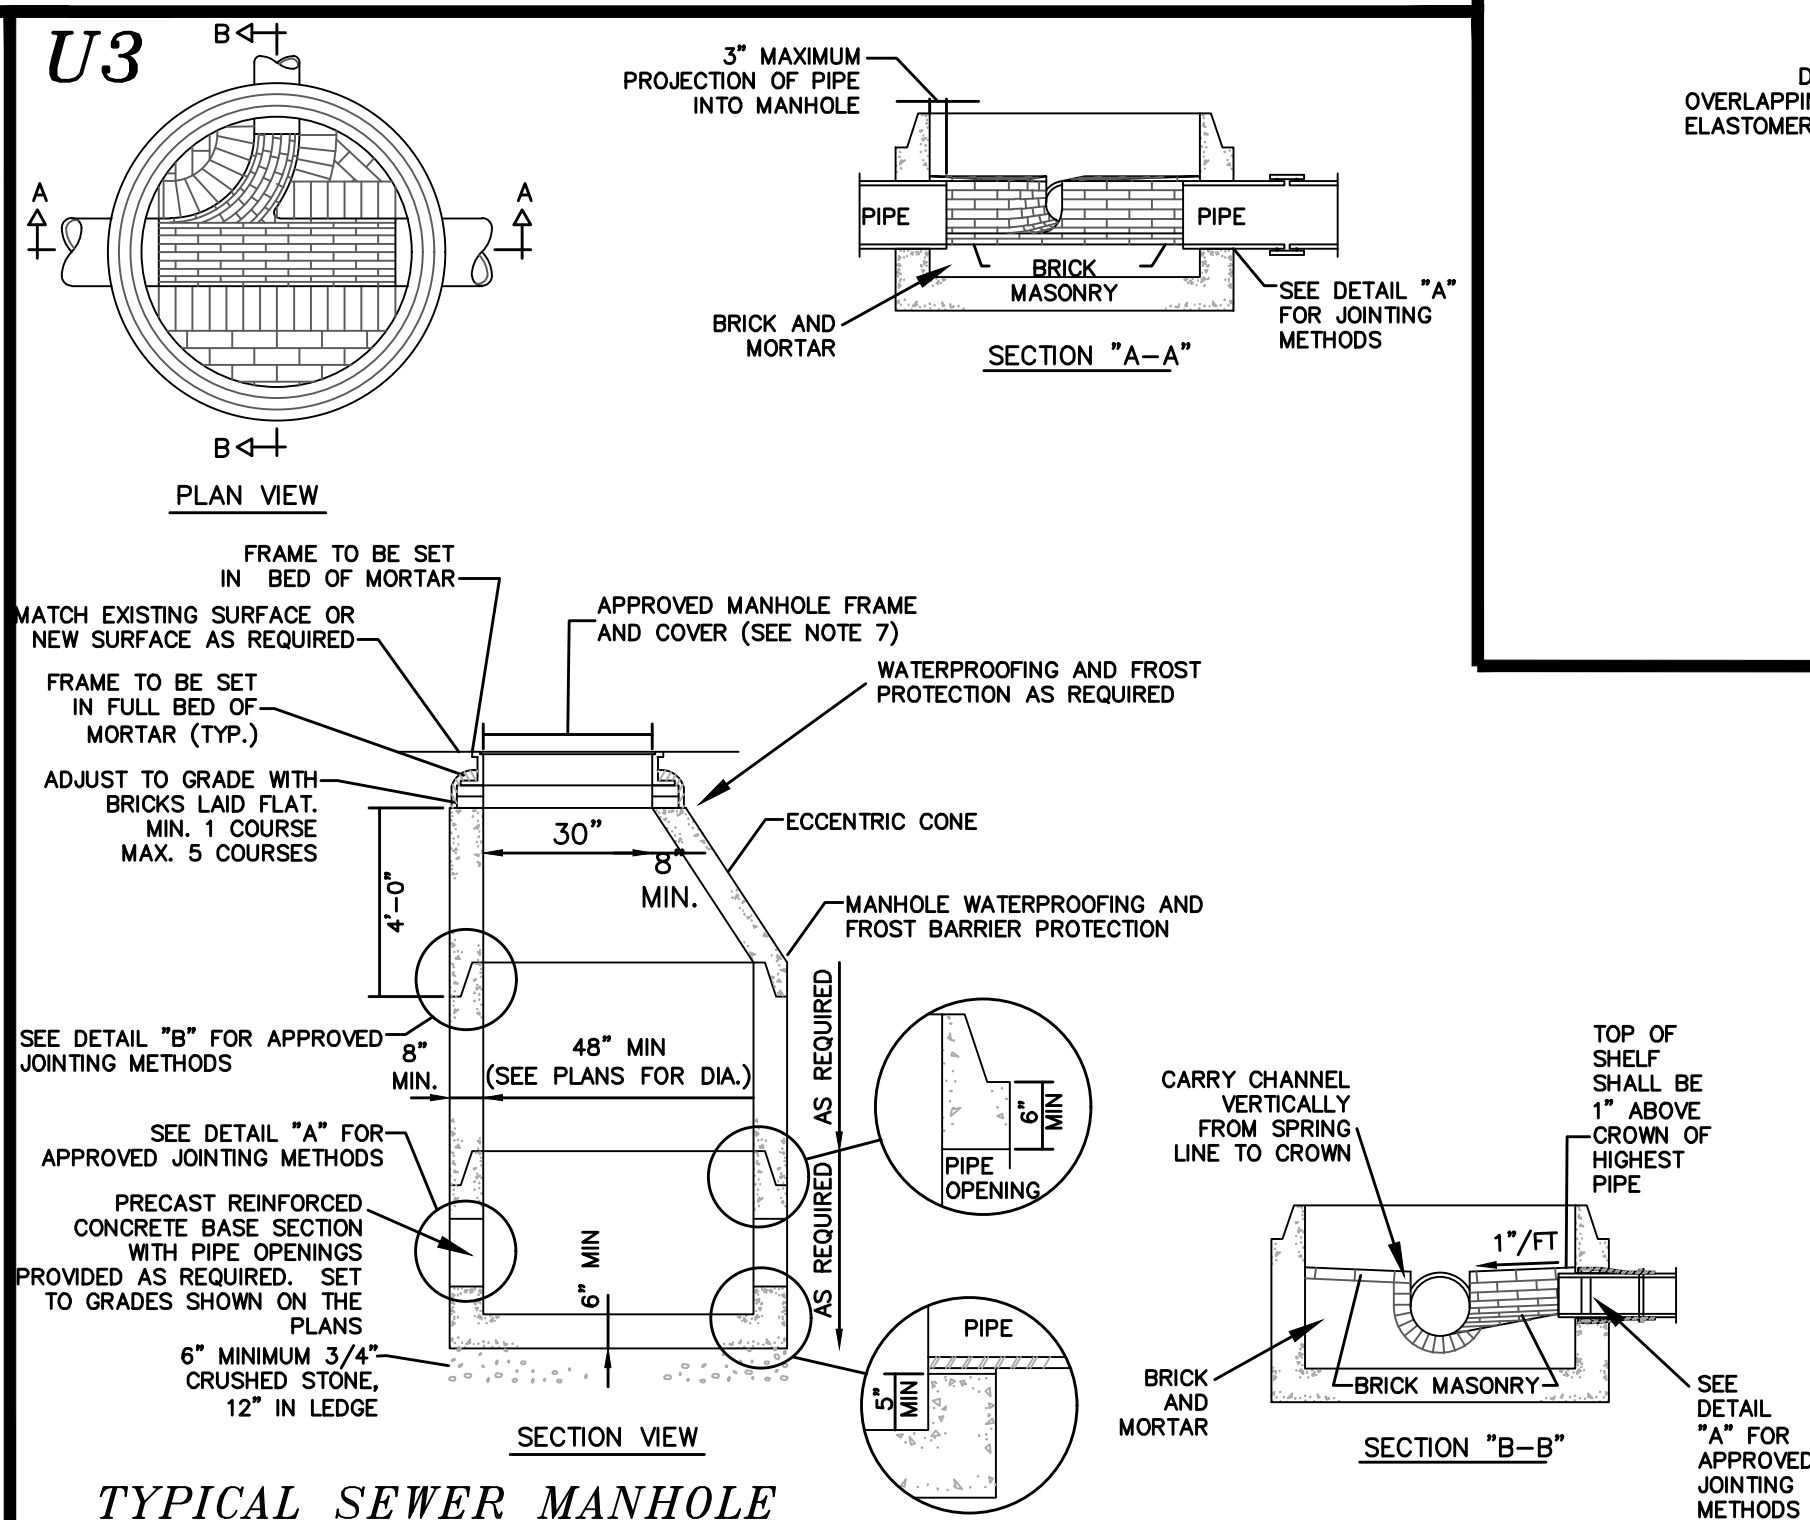 U3
B
A
A
B
PLAN VIEW
3" MAXIMUM
PROJECTION OF PIPE
INTO MANHOLE
PIPE
PIPE
BRICK
MASONRY
BRICK AND
MORTAR
SEE DETAIL "A"
FOR JOINTING
METHODS
SECTION "A-A"
OVERLAPPIN
ELASTOMER
FRAME TO BE SET
IN BED OF MORTAR
MATCH EXISTING SURFACE OR
NEW SURFACE AS REQUIRED
FRAME TO BE SET
IN FULL BED OF
MORTAR (TYP.)
ADJUST TO GRADE WITH
BRICKS LAID FLAT.
MIN. 1 COURSE
MAX. 5 COURSES
APPROVED MANHOLE FRAME
AND COVER (SEE NOTE 7)
WATERPROOFING AND FROST
PROTECTION AS REQUIRED
30"
8"
MIN.
ECCENTRIC CONE
4'-0"
MANHOLE WATERPROOFING AND
FROST BARRIER PROTECTION
SEE DETAIL "B" FOR APPROVED
JOINTING METHODS
8"
MIN.
48" MIN
(SEE PLANS FOR DIA.)
AS REQUIRED
SEE DETAIL "A" FOR
APPROVED JOINTING METHODS
PRECAST REINFORCED
CONCRETE BASE SECTION
WITH PIPE OPENINGS
PROVIDED AS REQUIRED. SET
TO GRADES SHOWN ON THE
PLANS
6" MINIMUM 3/4"
CRUSHED STONE,
12" IN LEDGE
6" MIN
AS REQUIRED
AS REQUIRED
6"
MIN
PIPE
OPENING
PIPE
5"
MIN
SECTION VIEW
TYPICAL SEWER MANHOLE
CARRY CHANNEL
VERTICALLY
FROM SPRING
LINE TO CROWN
TOP OF
SHELF
SHALL BE
1" ABOVE
CROWN OF
HIGHEST
PIPE
1"/FT
BRICK
AND
MORTAR
BRICK MASONRY
SECTION "B-B"
SEE
DETAIL
"A" FOR
APPROVED
JOINTING
METHODS